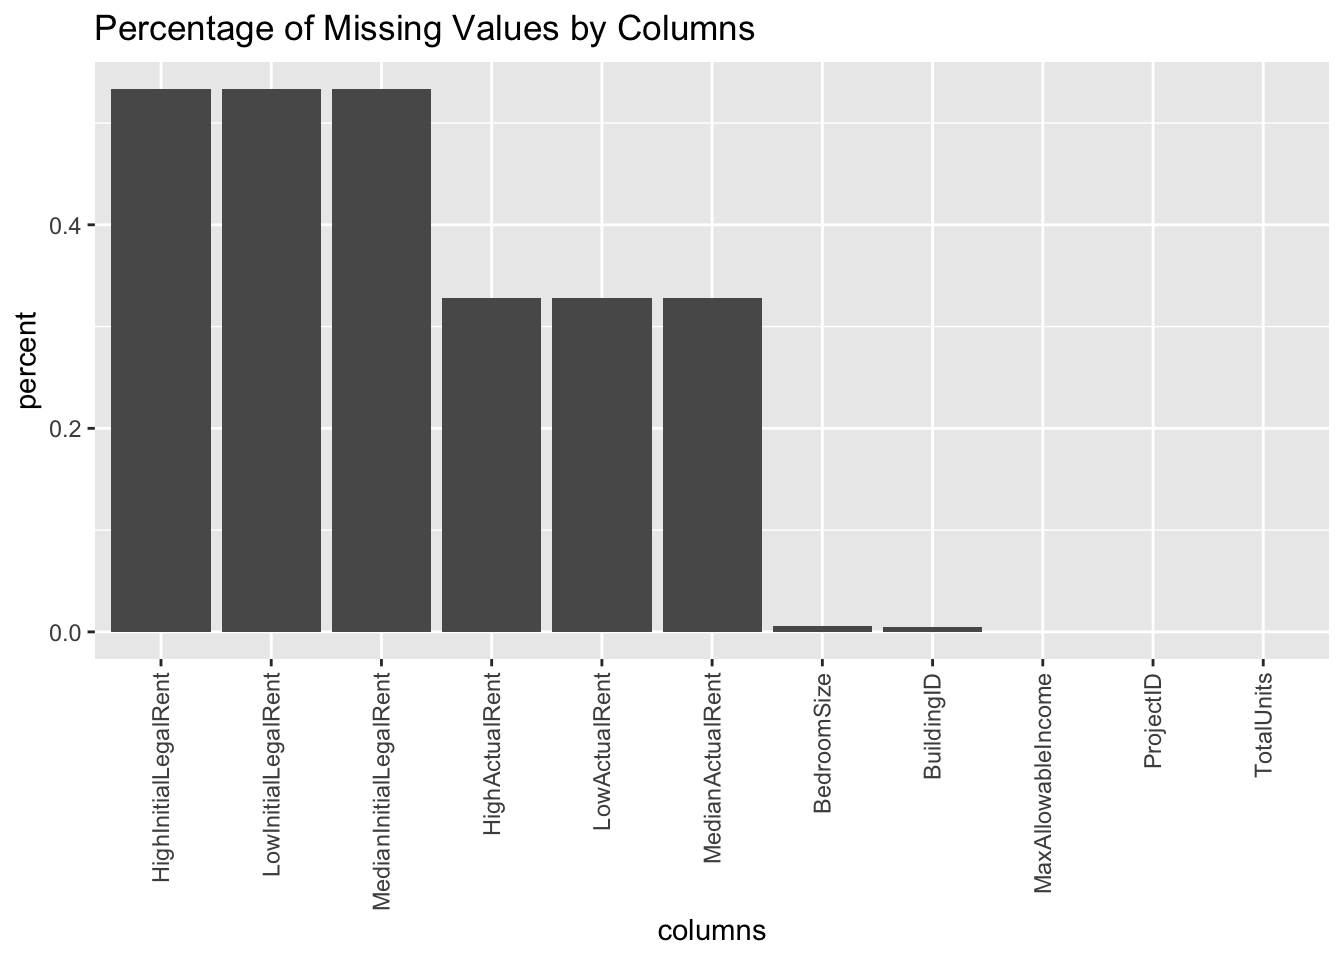 Percentage of Missing Values by Columns
percent
0.4
0.2
0.0
HighInitialLegalRent
LowInitialLegalRent
MedianInitialLegalRent
HighActualRent
LowActualRent
MedianActualRent
BedroomSize
BuildingID
MaxAllowableIncome
ProjectID
TotalUnits
columns